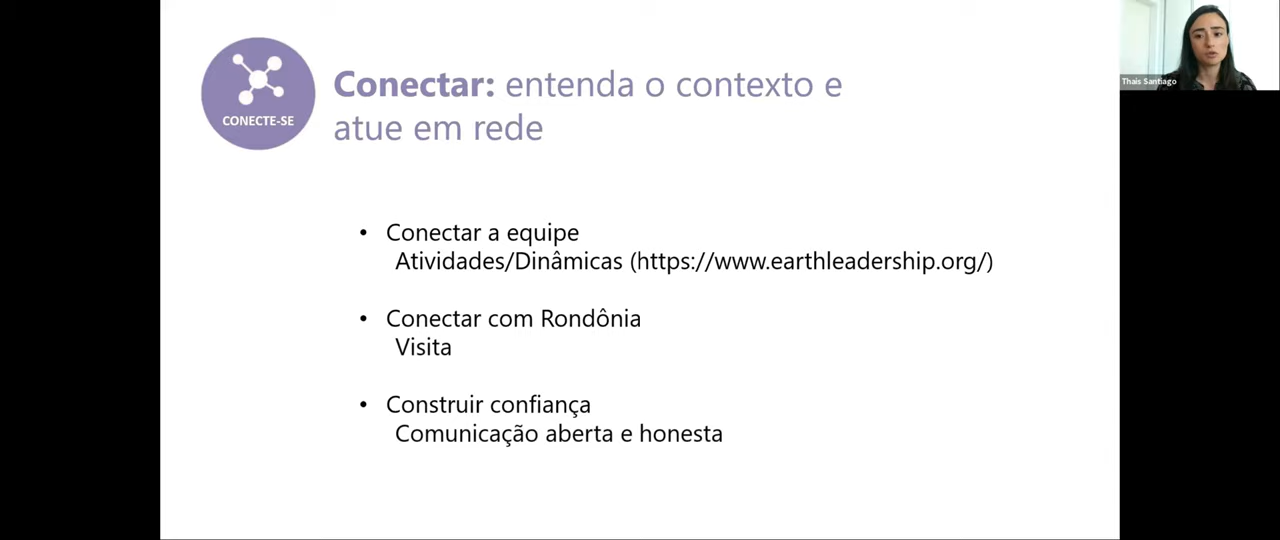 Thais Santiago
CONECTE-SE
Conectar: entenda o contexto e
atue em rede
• Conectar a equipe
Atividades/Dinâmicas (https://www.earthleadership.org/)
• Conectar com Rondônia
Visita
• Construir confiança
Comunicação aberta e honesta